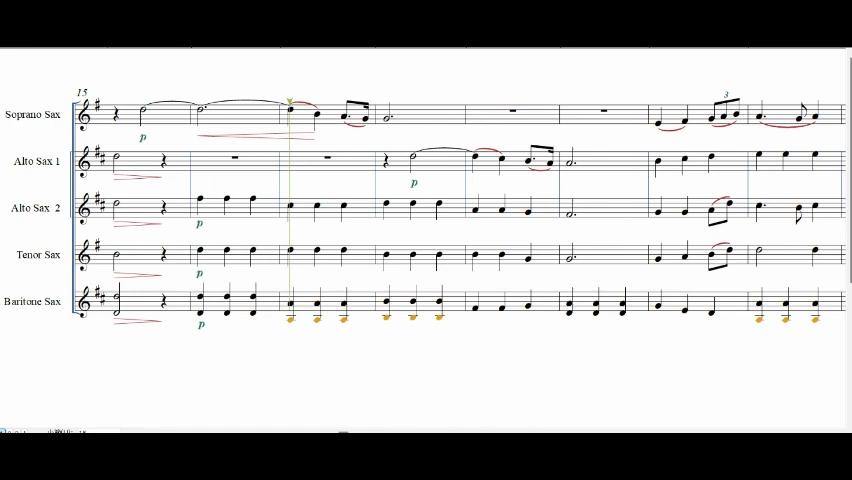 15
Soprano Sax
p
3
Alto Sax 1
p
Alto Sax 2
p
Tenor Sax
p
Baritone Sax
p